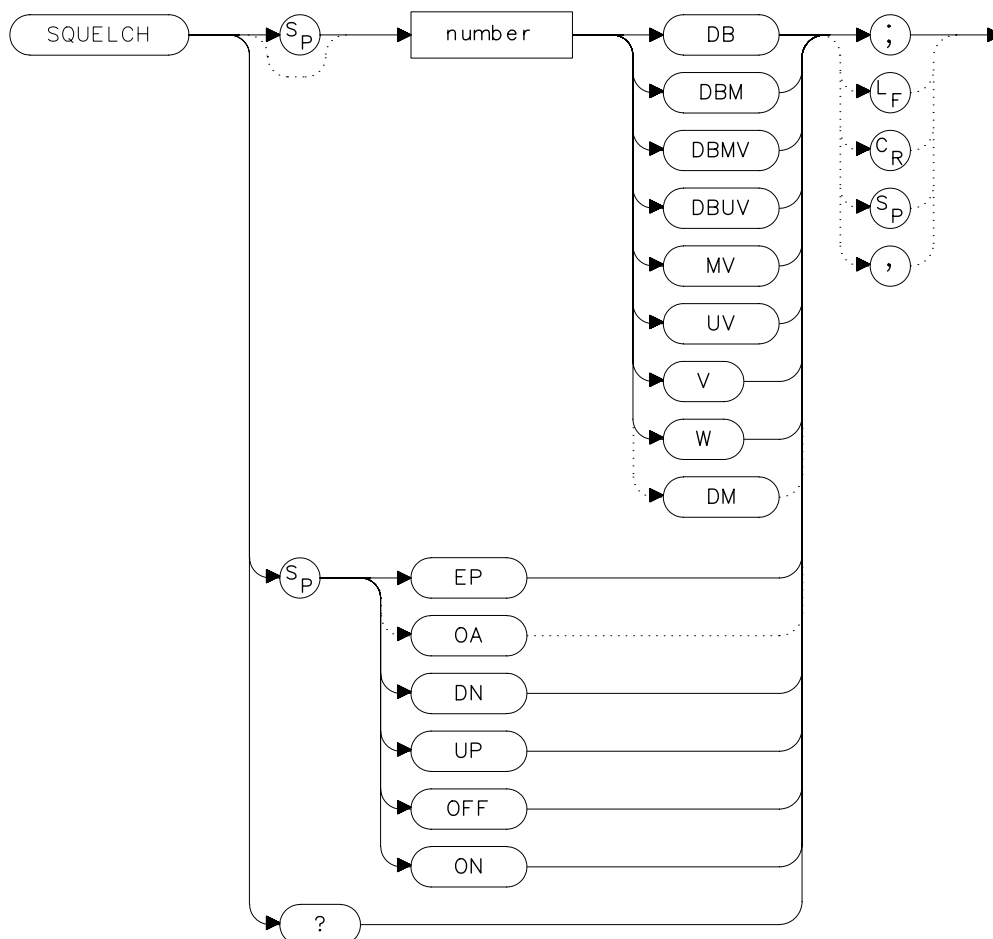 SQUELCH
SP
number
DB
;
DBM
LF
DBMV
CR
DBUV
SP
MV
,
UV
V
W
DM
SP
EP
OA
DN
UP
OFF
ON
?